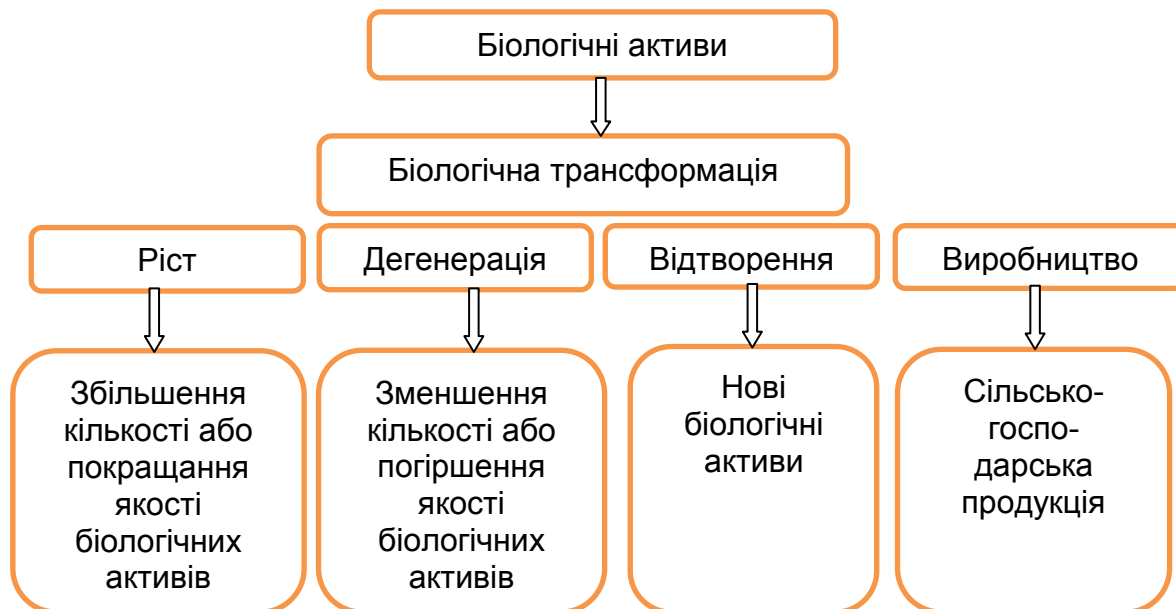 Біологічні активи
Біологічна трансформація
Ріст
Дегенерація
Відтворення
Виробництво
Збільшення
кількості або
покращання
якості
біологічних
активів
Зменшення
кількості або
погіршення
якості
біологічних
активів
Нові
біологічні
активи
Сільсько-
госпо-
дарська
продукція